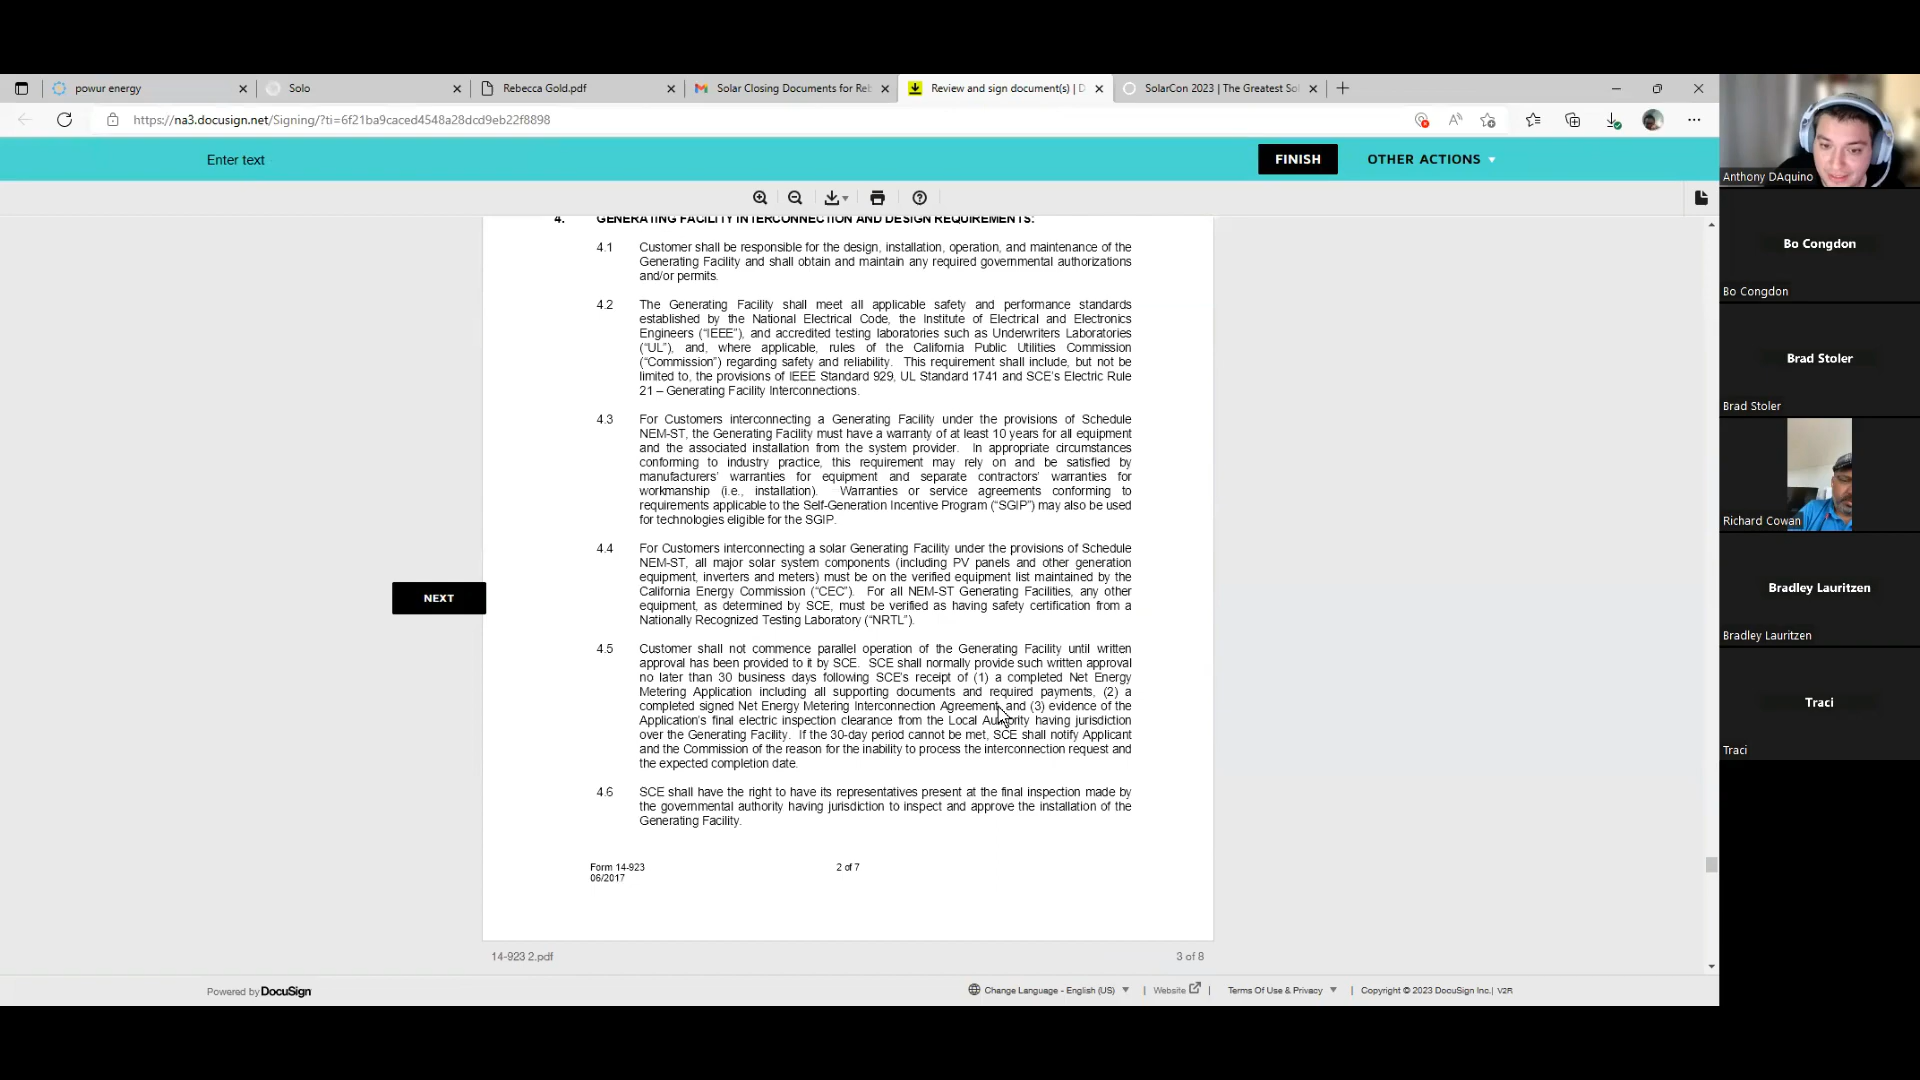 powur energy
Solo
Rebecca Gold.pdf
Solar Closing Documents for Reb
Review and sign document(s) | D
SolarCon 2023 | The Greatest Sol
https://na3.docusign.net/Signing/?ti=6f21ba9caced4548a28dcd9eb22f8898
Enter text
FINISH
OTHER ACTIONS
4. GENERATING FACILITY INTERCONNECTION AND DESIGN REQUIREMENTS:
4.1 Customer shall be responsible for the design, installation, operation, and maintenance of the
Generating Facility and shall obtain and maintain any required governmental authorizations
and/or permits.
4.2 The Generating Facility shall meet all applicable safety and performance standards
established by the National Electrical Code, the Institute of Electrical and Electronics
Engineers (“IEEE”), and accredited testing laboratories such as Underwriters Laboratories
(“UL”), and, where applicable, rules of the California Public Utilities Commission
(“Commission”) regarding safety and reliability. This requirement shall include, but not be
limited to, the provisions of IEEE Standard 929, UL Standard 1741 and SCE’s Electric Rule
21 – Generating Facility Interconnections.
4.3 For Customers interconnecting a Generating Facility under the provisions of Schedule
NEM-ST, the Generating Facility must have a warranty of at least 10 years for all equipment
and the associated installation from the system provider. In appropriate circumstances
conforming to industry practice, this requirement may rely on and be satisfied by
manufacturers’ warranties for equipment and separate contractors’ warranties for
workmanship (i.e., installation). Warranties or service agreements conforming to
requirements applicable to the Self-Generation Incentive Program (“SGIP”) may also be used
for technologies eligible for the SGIP.
4.4 For Customers interconnecting a solar Generating Facility under the provisions of Schedule
NEM-ST, all major solar system components (including PV panels and other generation
equipment, inverters and meters) must be on the verified equipment list maintained by the
California Energy Commission (“CEC”). For all NEM-ST Generating Facilities, any other
equipment, as determined by SCE, must be verified as having safety certification from a
Nationally Recognized Testing Laboratory (“NRTL”).
NEXT
4.5 Customer shall not commence parallel operation of the Generating Facility until written
approval has been provided to it by SCE. SCE shall normally provide such written approval
no later than 30 business days following SCE’s receipt of (1) a completed Net Energy
Metering Application including all supporting documents and required payments, (2) a
completed signed Net Energy Metering Interconnection Agreement, and (3) evidence of the
Application’s final electric inspection clearance from the Local Authority having jurisdiction
over the Generating Facility. If the 30-day period cannot be met, SCE shall notify Applicant
and the Commission of the reason for the inability to process the interconnection request and
the expected completion date.
4.6 SCE shall have the right to have its representatives present at the final inspection made by
the governmental authority having jurisdiction to inspect and approve the installation of the
Generating Facility.
Form 14-923
06/2017
2 of 7
14-923 2.pdf
3 of 8
Powered by DocuSign
Change Language - English (US) | Website | Terms Of Use & Privacy | Copyright © 2023 DocuSign Inc. | V2R
Anthony DAquino
Bo Congdon
Bo Congdon
Brad Stoler
Brad Stoler
Richard Cowan
Bradley Lauritzen
Bradley Lauritzen
Traci
Traci